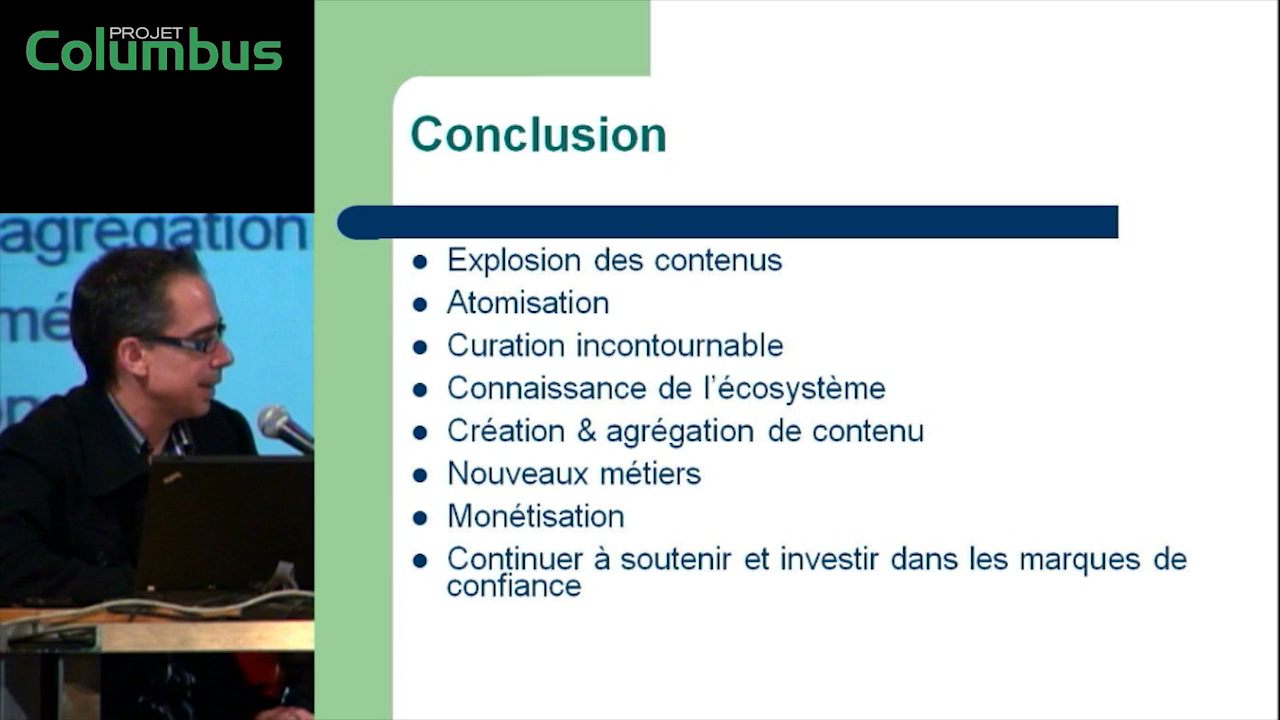 PROJET
Columbus
agrégation
mé
Conclusion
● Explosion des contenus
● Atomisation
● Curation incontournable
● Connaissance de l'écosystème
● Création & agrégation de contenu
● Nouveaux métiers
● Monétisation
● Continuer à soutenir et investir dans les marques de
confiance